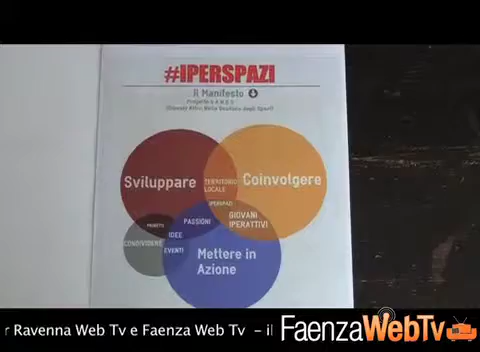 #IPERSPAZI
Il Manifesto
Sviluppare
TERRITORIO
LOCALE
Coinvolgere
IPERSPAZI
PROGETTI
PASSIONI
GIOVANI
IPERATTIVI
IDEE
CONDIVIDERE
EVENTI
Mettere in
Azione
r Ravenna Web Tv e Faenza Web Tv – il
FaenzaWebTv